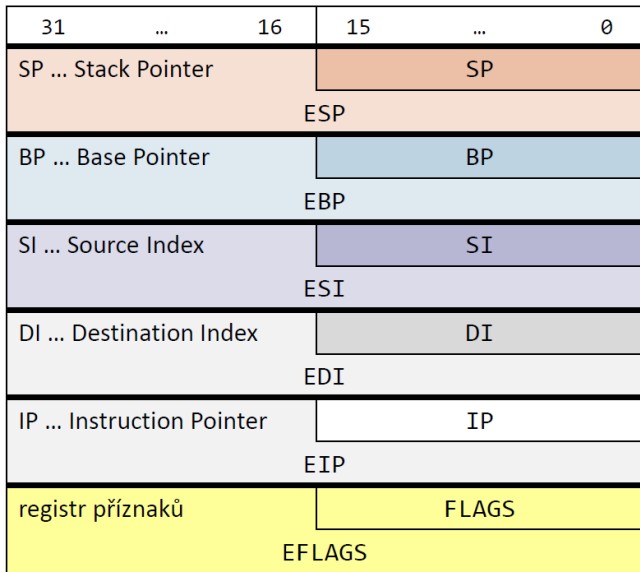 31 … 16 15 … 0
SP … Stack Pointer SP
ESP
BP … Base Pointer BP
EBP
SI … Source Index SI
ESI
DI … Destination Index DI
EDI
IP … Instruction Pointer IP
EIP
registr příznaků FLAGS
EFLAGS